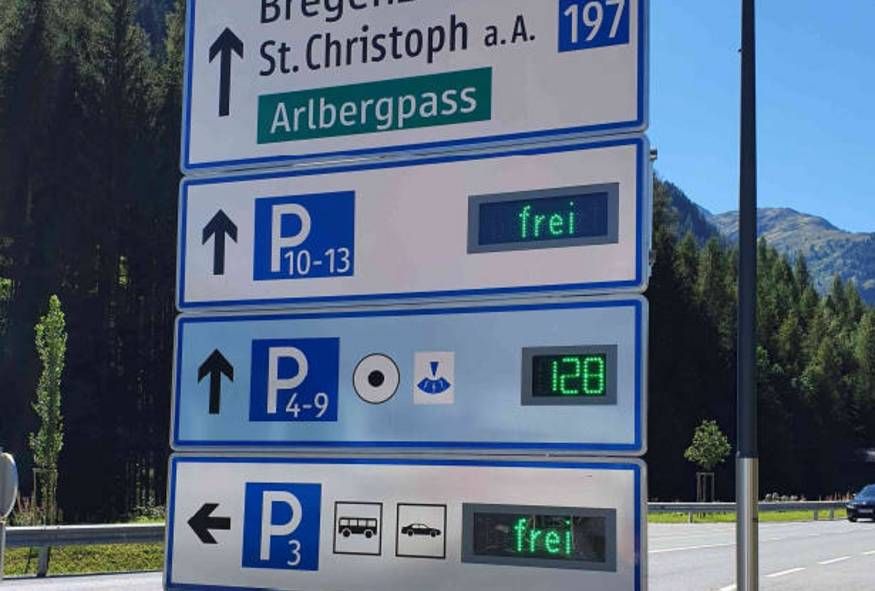 St. Christoph a. A.
197
Arlbergpass
P 10-13 frei
P 4-9 128
P 3 frei